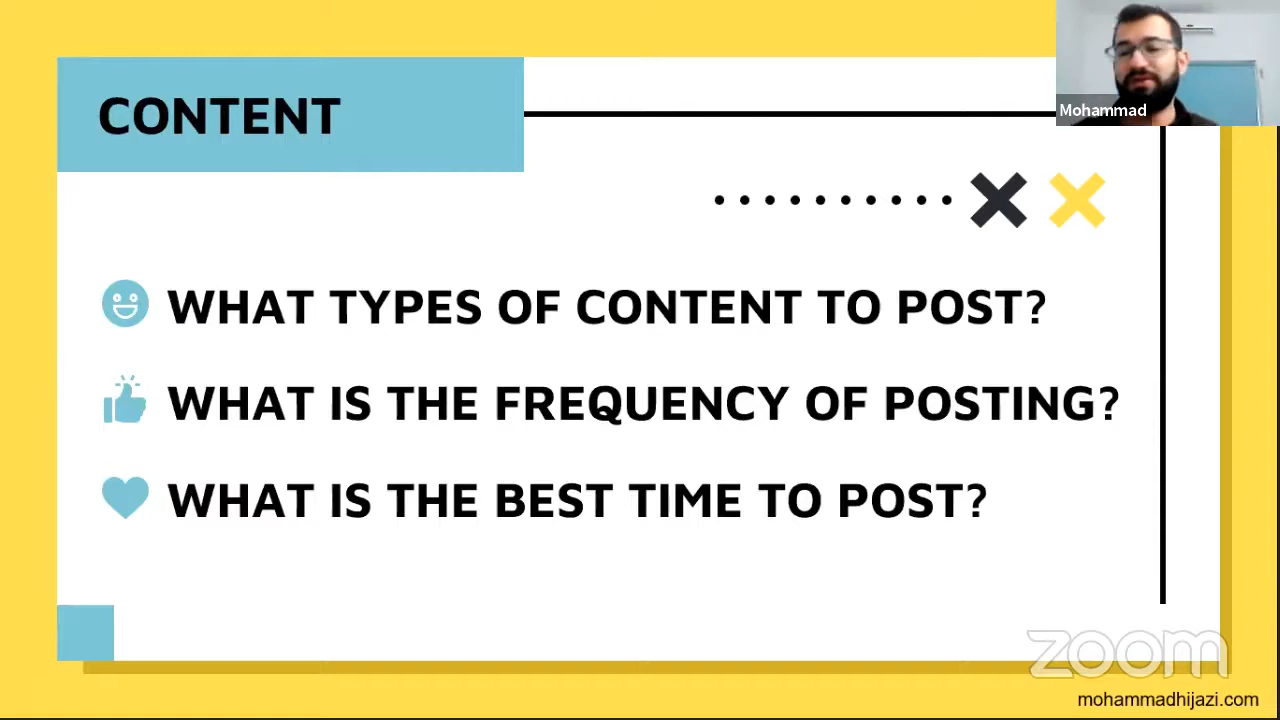 CONTENT
Mohammad
WHAT TYPES OF CONTENT TO POST?
WHAT IS THE FREQUENCY OF POSTING?
WHAT IS THE BEST TIME TO POST?
zoom
mohammadhijazi.com